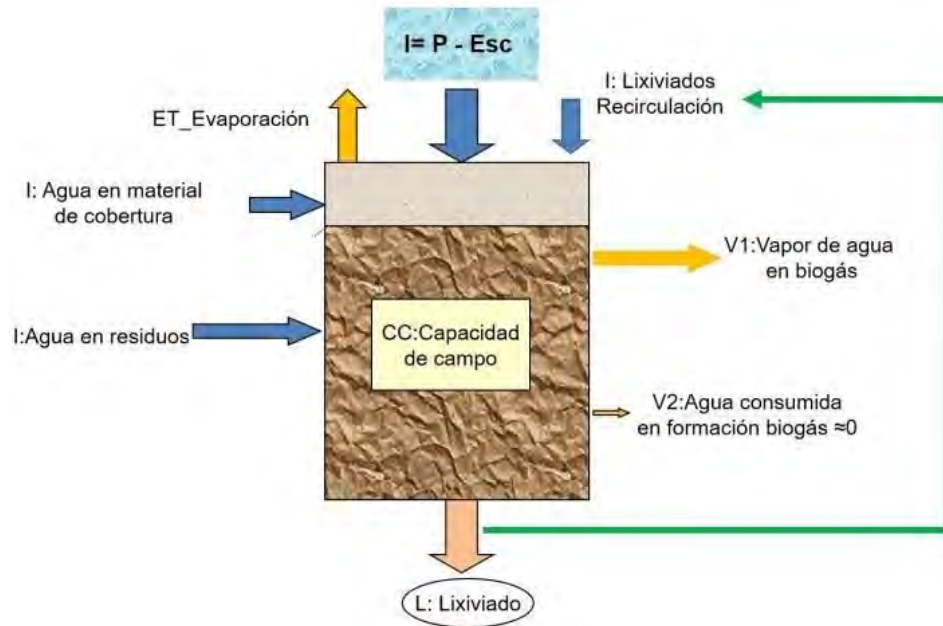 I= P - Esc
I: Lixiviados
Recirculación
ET_Evaporación
I: Agua en material
de cobertura
V1:Vapor de agua
en biogás
CC:Capacidad
de campo
I:Agua en residuos
V2:Agua consumida
en formación biogás ≈0
L: Lixiviado